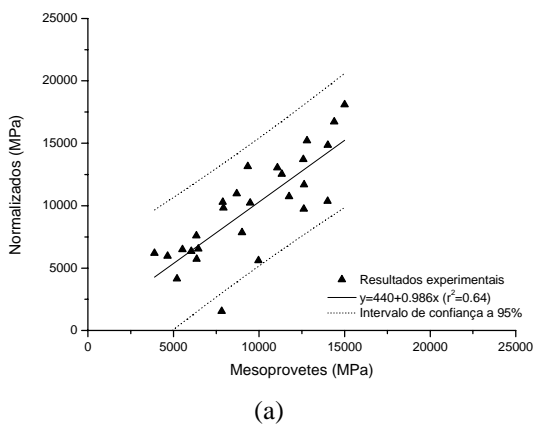 25000
20000
15000
10000
5000
0
Normalizados (MPa)
Resultados experimentais
y=440+0.986x (r²=0.64)
Intervalo de confiança a 95%
0 5000 10000 15000 20000 25000
Mesoprovetes (MPa)
(a)